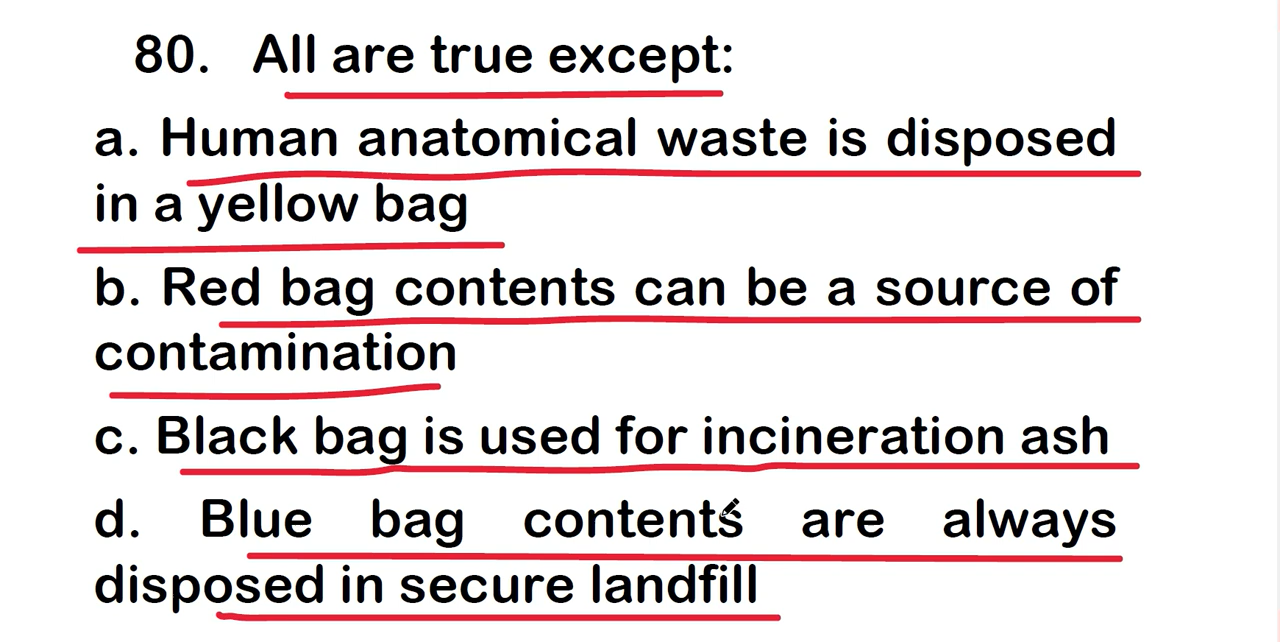 80. All are true except:
a. Human anatomical waste is disposed
in a yellow bag
b. Red bag contents can be a source of
contamination
c. Black bag is used for incineration ash
d. Blue bag contents are always
disposed in secure landfill